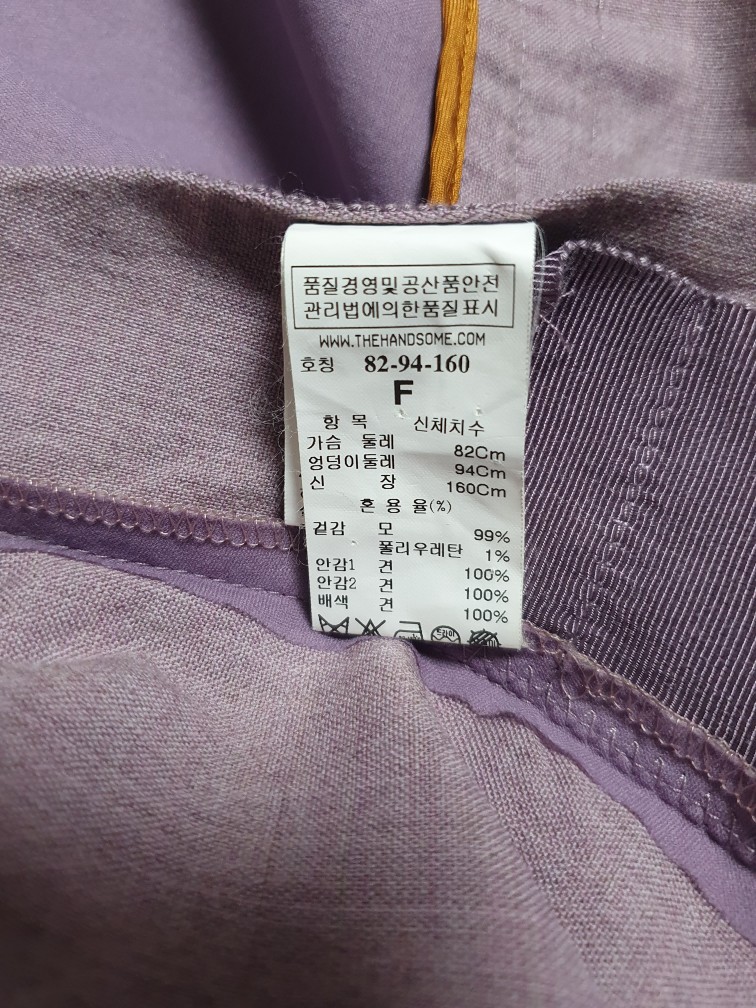 품질경영및공산품안전
관리법에의한품질표시
WWW.THEHANDSOME.COM
호칭 82-94-160
F
항 목 신체치수
가슴 둘레 82Cm
엉덩이둘레 94Cm
신 장 160Cm
혼 용 율(%)
겉감 모 99%
폴리우레탄 1%
안감1 견 100%
안감2 견 100%
배색 견 100%
드라이